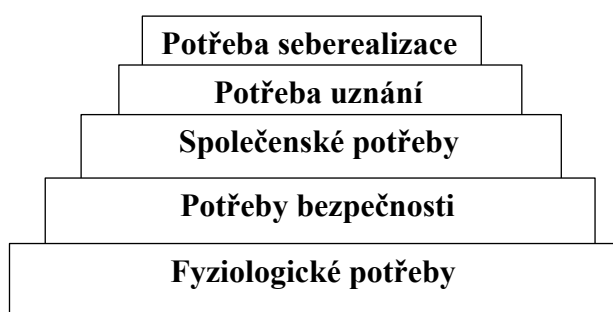 Potřeba seberealizace
Potřeba uznání
Společenské potřeby
Potřeby bezpečnosti
Fyziologické potřeby